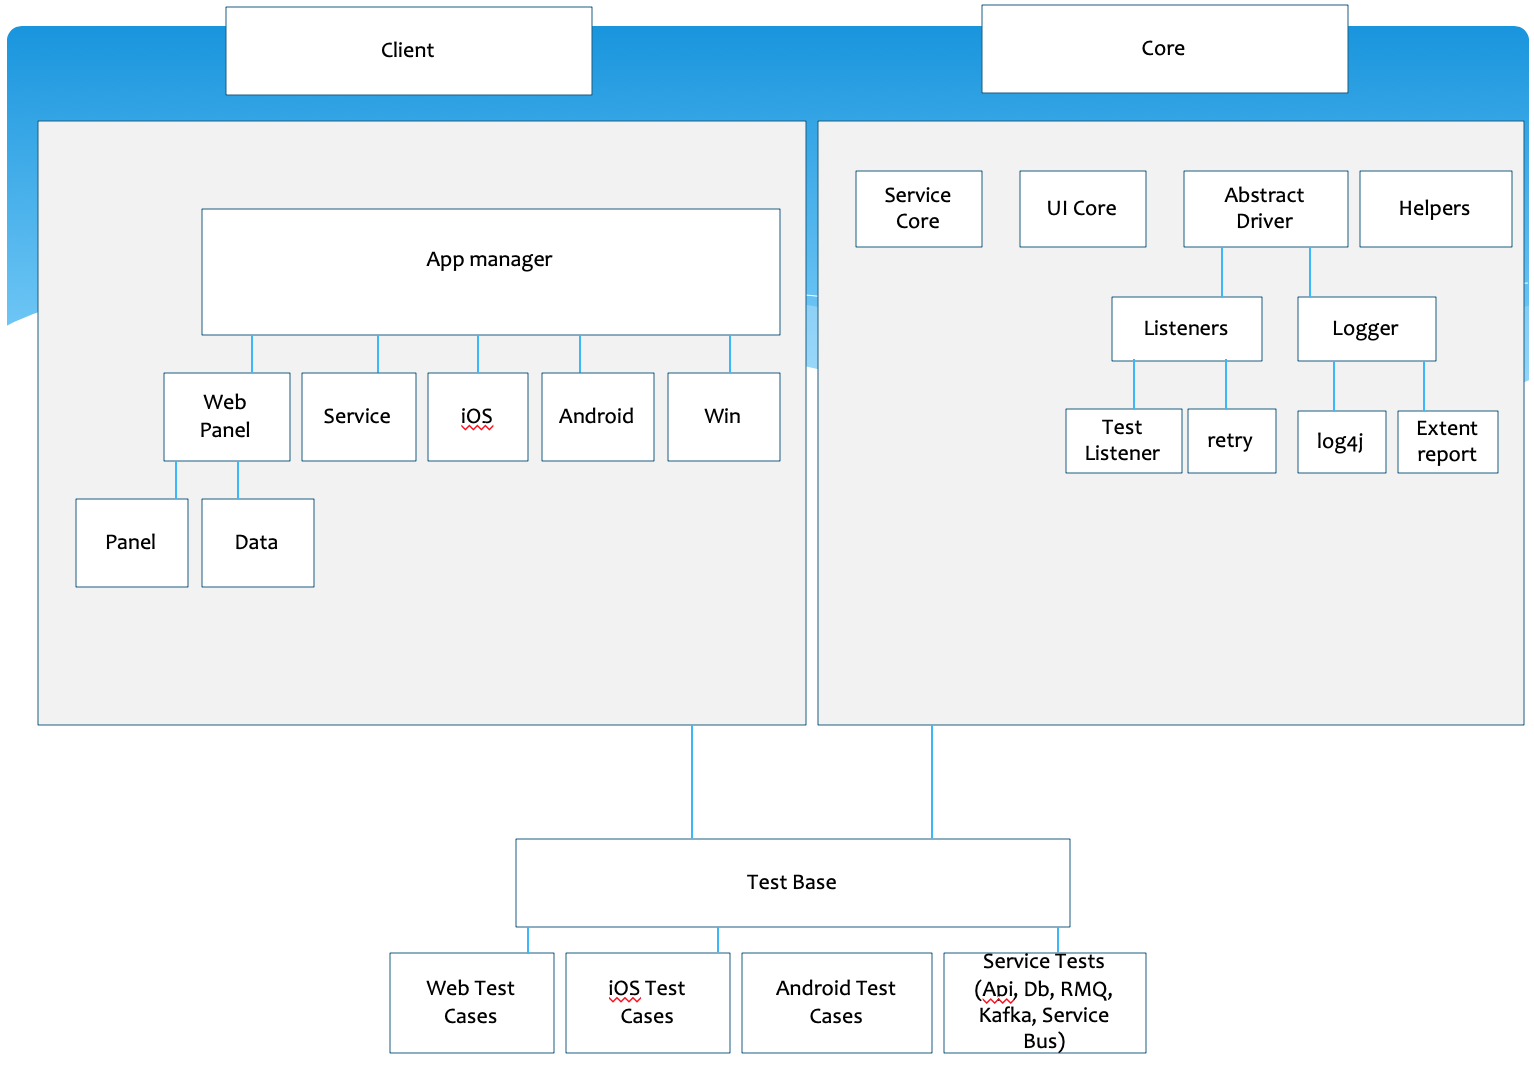 Client
Core
App manager
Web
Panel
Service
iOS
Android
Win
Panel
Data
Service
Core
UI Core
Abstract
Driver
Helpers
Listeners
Logger
Test
Listener
retry
log4j
Extent
report
Test Base
Web Test
Cases
iOS Test
Cases
Android Test
Cases
Service Tests
(Api, Db, RMQ,
Kafka, Service
Bus)